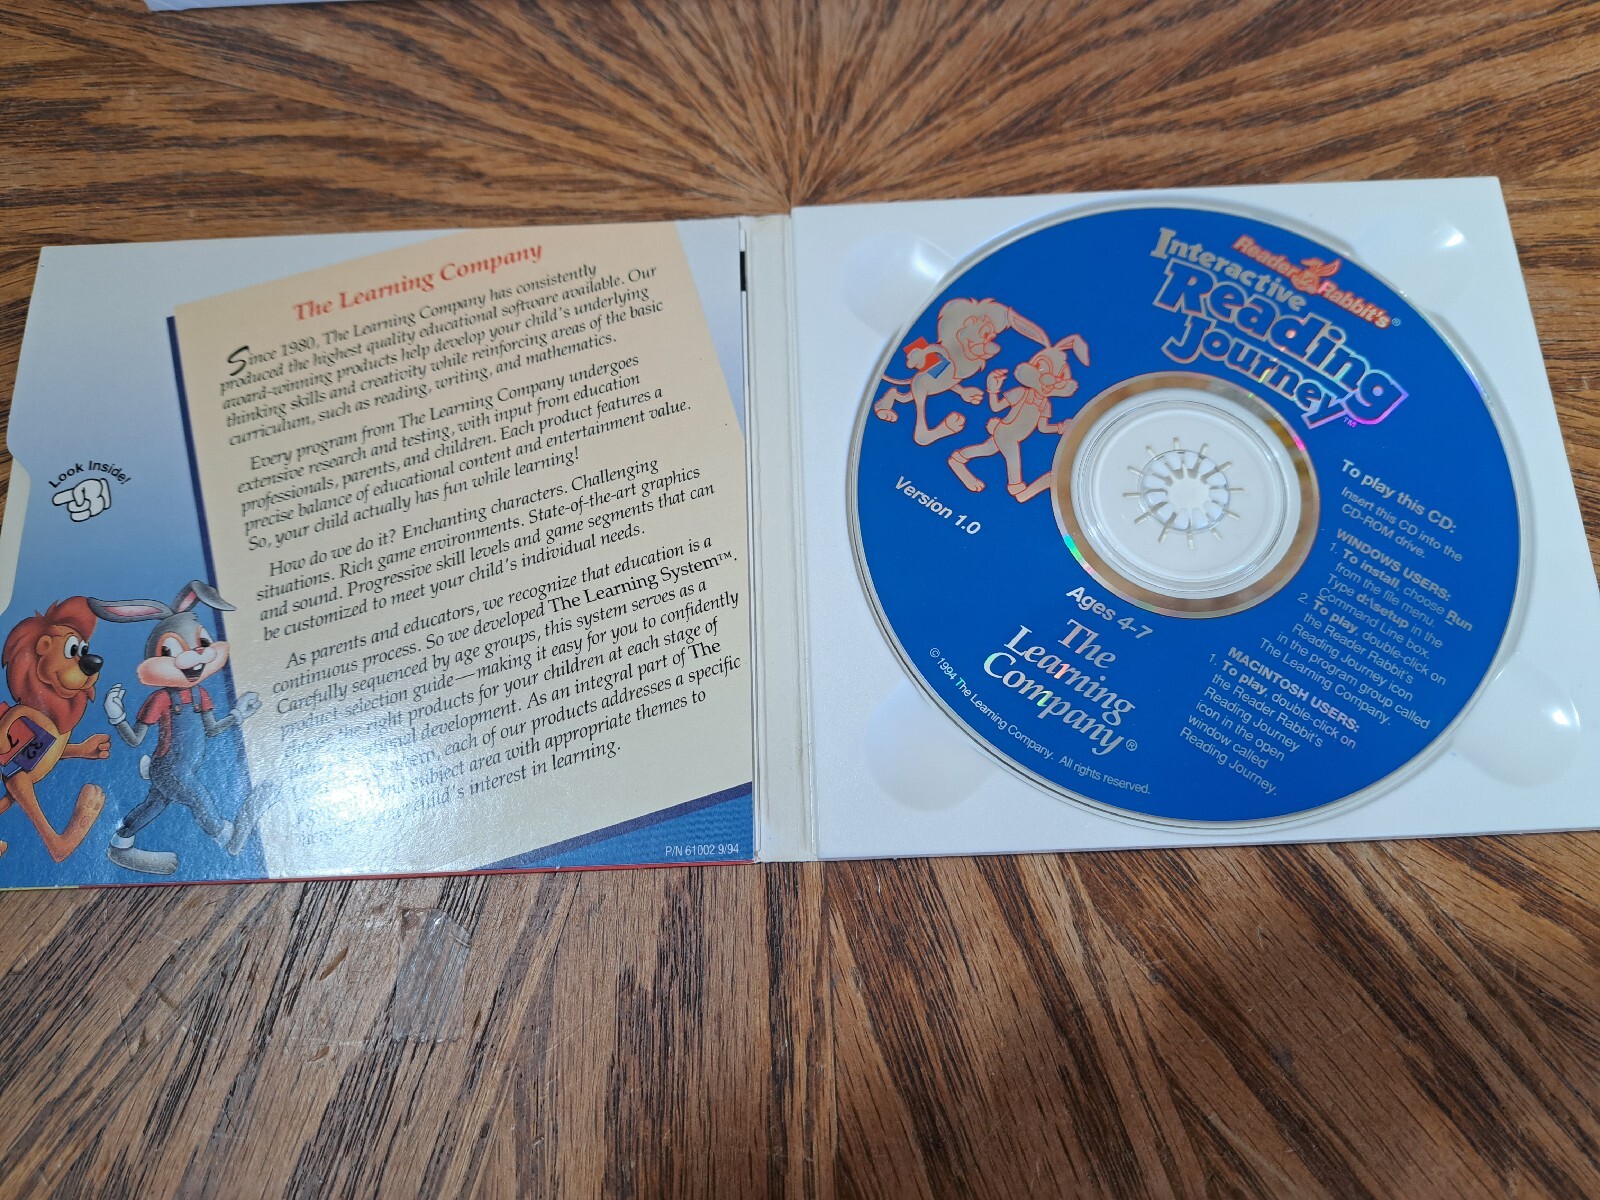 The Learning Company
Since 1980, The Learning Company has consistently
produced the highest quality educational software available. Our
award-winning products help develop your child's underlying
thinking skills and creativity while reinforcing areas of the basic
curriculum, such as reading, writing, and mathematics.
Every program from The Learning Company undergoes
extensive research and testing, with input from education
professionals, parents, and children. Each product features a
precise balance of educational content and entertainment value.
So, your child actually has fun while learning!
How do we do it? Enchanting characters. Challenging
situations. Rich game environments. State-of-the-art graphics
and sound. Progressive skill levels and game segments that can
be customized to meet your child's individual needs.
As parents and educators, we recognize that education is a
continuous process. So we developed The Learning System™.
Carefully sequenced by age groups, this system serves as a
product selection guide—making it easy for you to confidently
the right products for your children at each stage of
development. As an integral part of The
each of our products addresses a specific
and subject area with appropriate themes to
child's interest in learning.
Look Inside!
P/N 61002 9/94
Reader Rabbit's®
Interactive
Reading
Journey™
Version 1.0
Ages 4-7
The
Learning
Company®
© 1994 The Learning Company. All rights reserved.
To play this CD:
Insert this CD into the
CD-ROM drive.
WINDOWS USERS:
1. To install, choose Run
from the file menu.
Type d:\setup in the
Command Line box.
2. To play, double-click on
the Reader Rabbit's
Reading Journey icon
in the program group called
The Learning Company.
MACINTOSH USERS:
1. To play, double-click on
the Reader Rabbit's
Reading Journey
icon in the open
window called
Reading Journey.